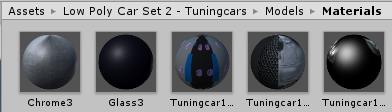 Assets ▸ Low Poly Car Set 2 - Tuningcars ▸ Models ▸ Materials
Chrome3 Glass3 Tuningcar1... Tuningcar1... Tuningcar1...